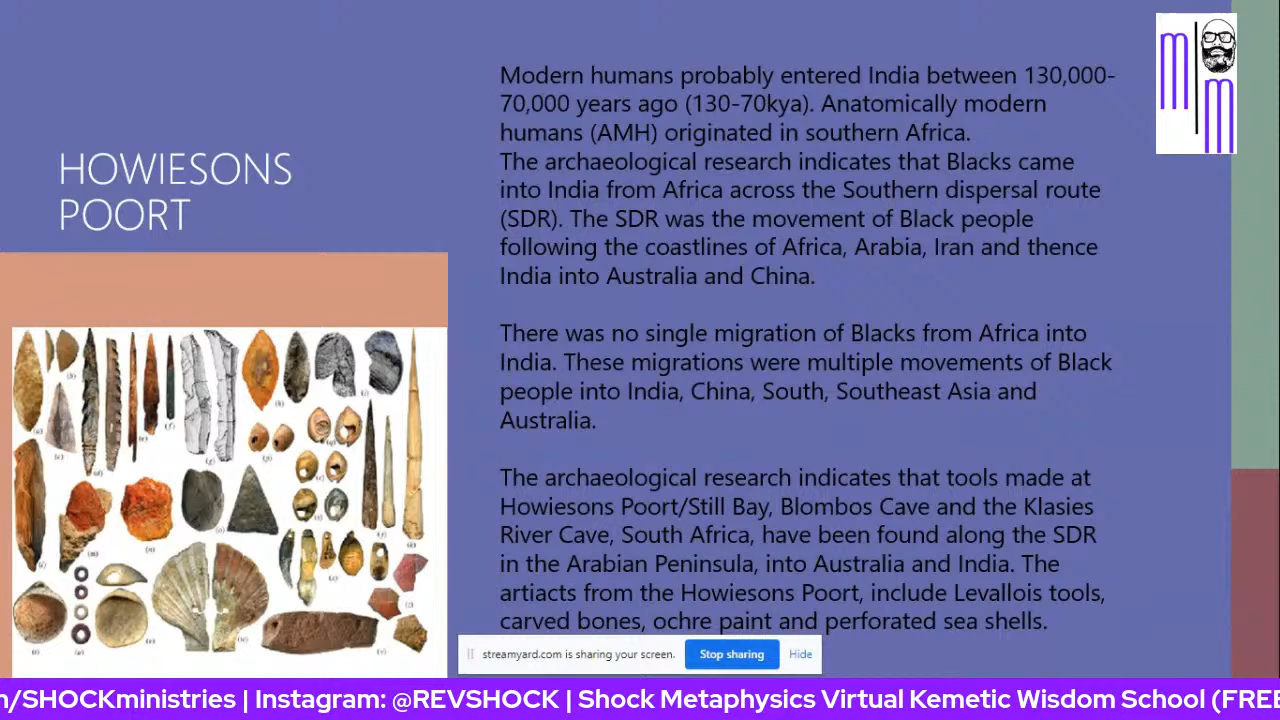 HOWIESONS
POORT
Modern humans probably entered India between 130,000-
70,000 years ago (130-70kya). Anatomically modern
humans (AMH) originated in southern Africa.
The archaeological research indicates that Blacks came
into India from Africa across the Southern dispersal route
(SDR). The SDR was the movement of Black people
following the coastlines of Africa, Arabia, Iran and thence
India into Australia and China.
There was no single migration of Blacks from Africa into
India. These migrations were multiple movements of Black
people into India, China, South, Southeast Asia and
Australia.
The archaeological research indicates that tools made at
Howiesons Poort/Still Bay, Blombos Cave and the Klasies
River Cave, South Africa, have been found along the SDR
in the Arabian Peninsula, into Australia and India. The
artiacts from the Howiesons Poort, include Levallois tools,
carved bones, ochre paint and perforated sea shells.
m
m
streamyard.com is sharing your screen.
Stop sharing
Hide
/SHOCKministries | Instagram: @REVSHOCK | Shock Metaphysics Virtual Kemetic Wisdom School (FREE